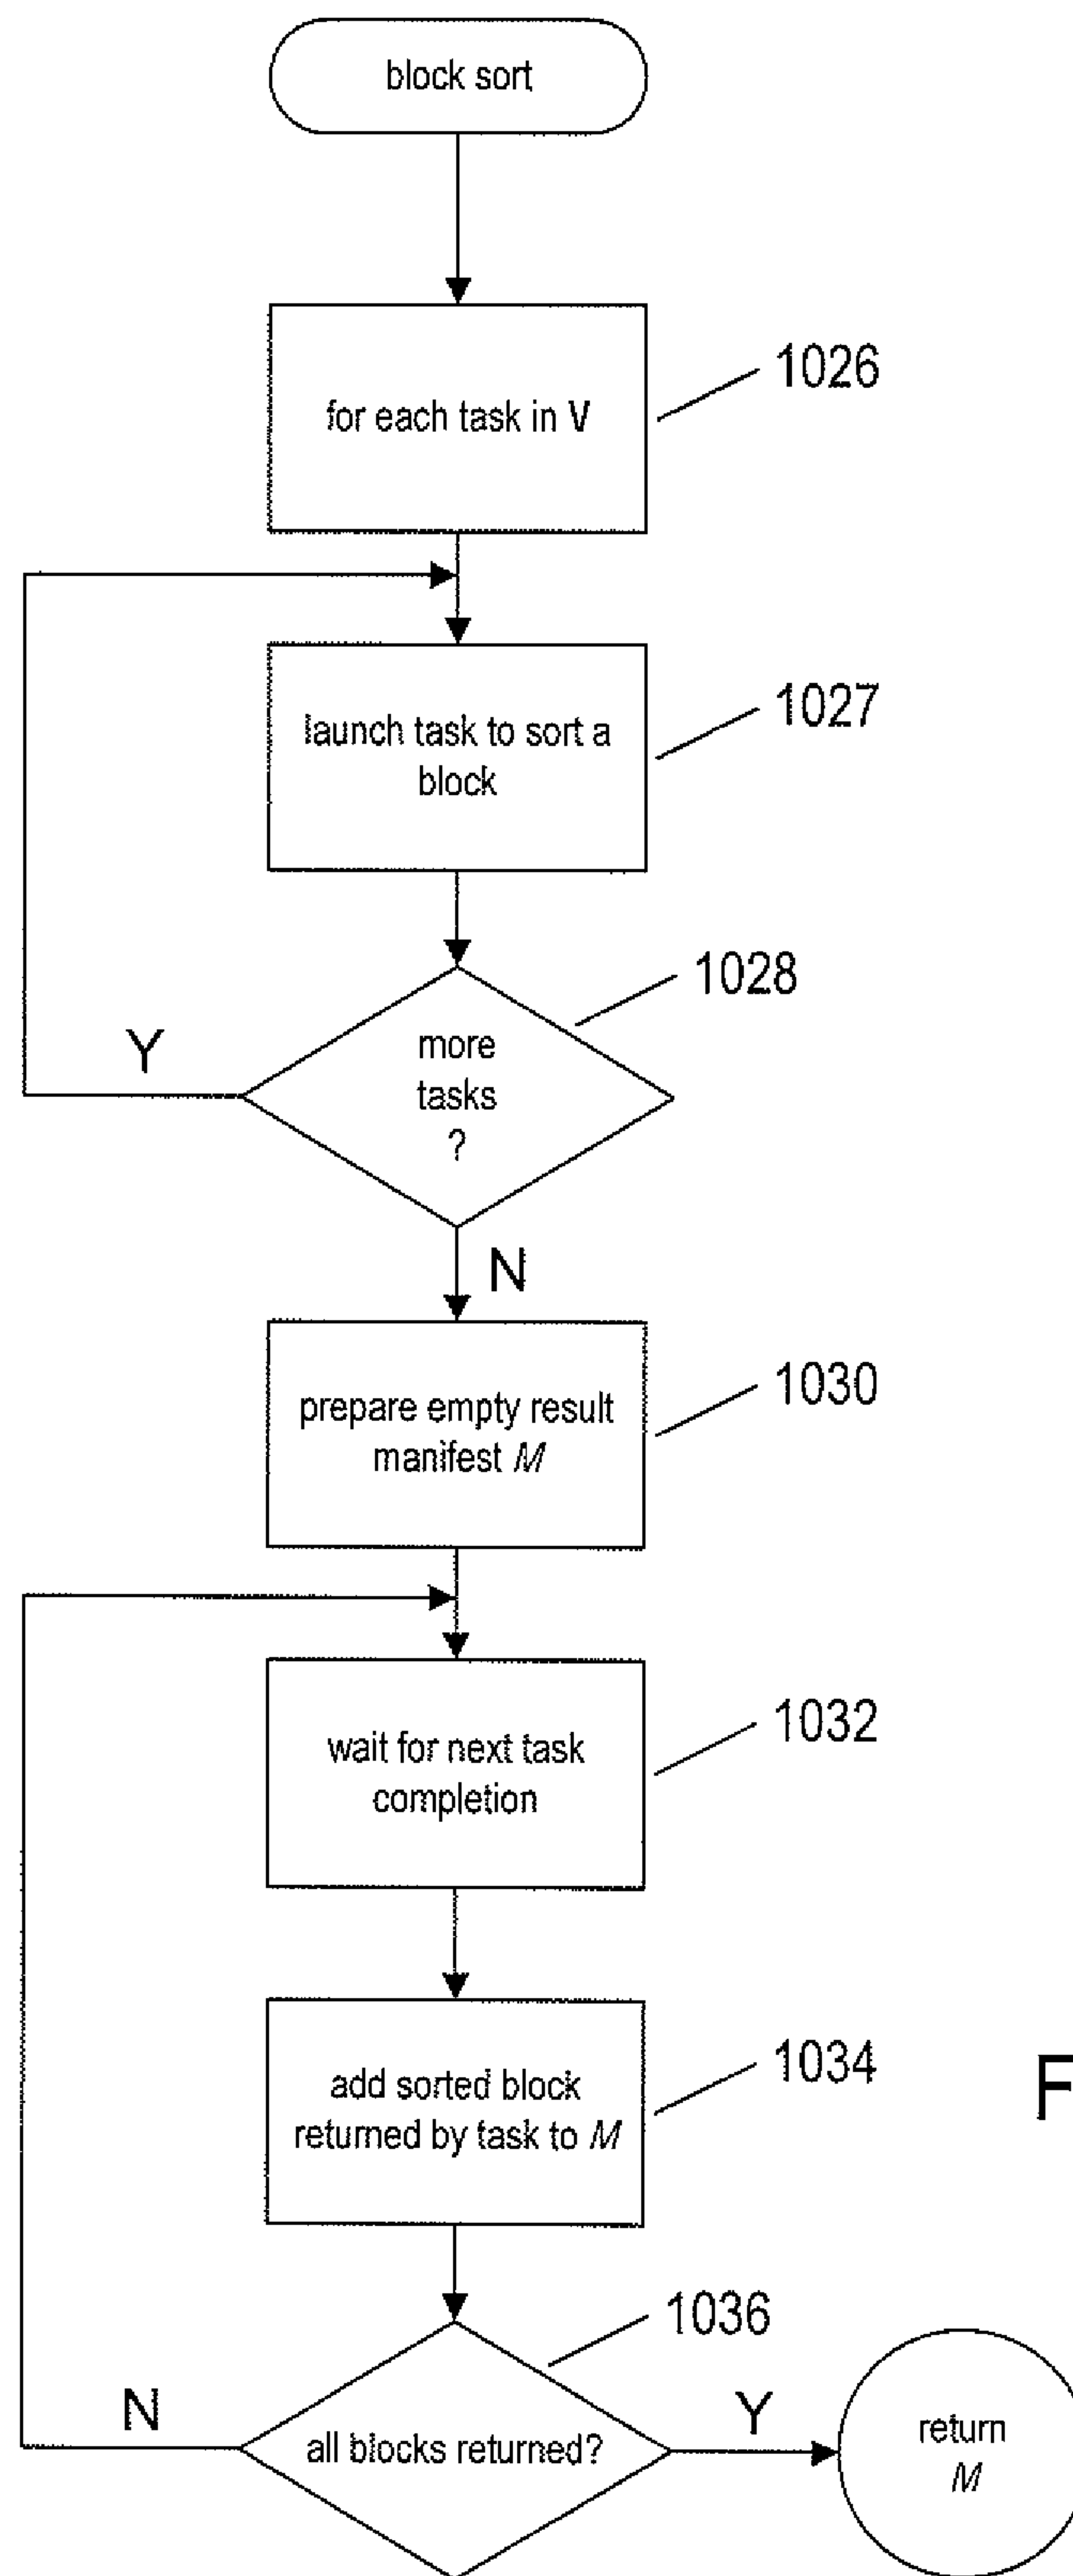 block sort
for each task in V
1026
launch task to sort a
block
1027
more
tasks
?
1028
Y
N
prepare empty result
manifest M
1030
wait for next task
completion
1032
add sorted block
returned by task to M
1034
F
all blocks returned?
1036
N
Y
return
M